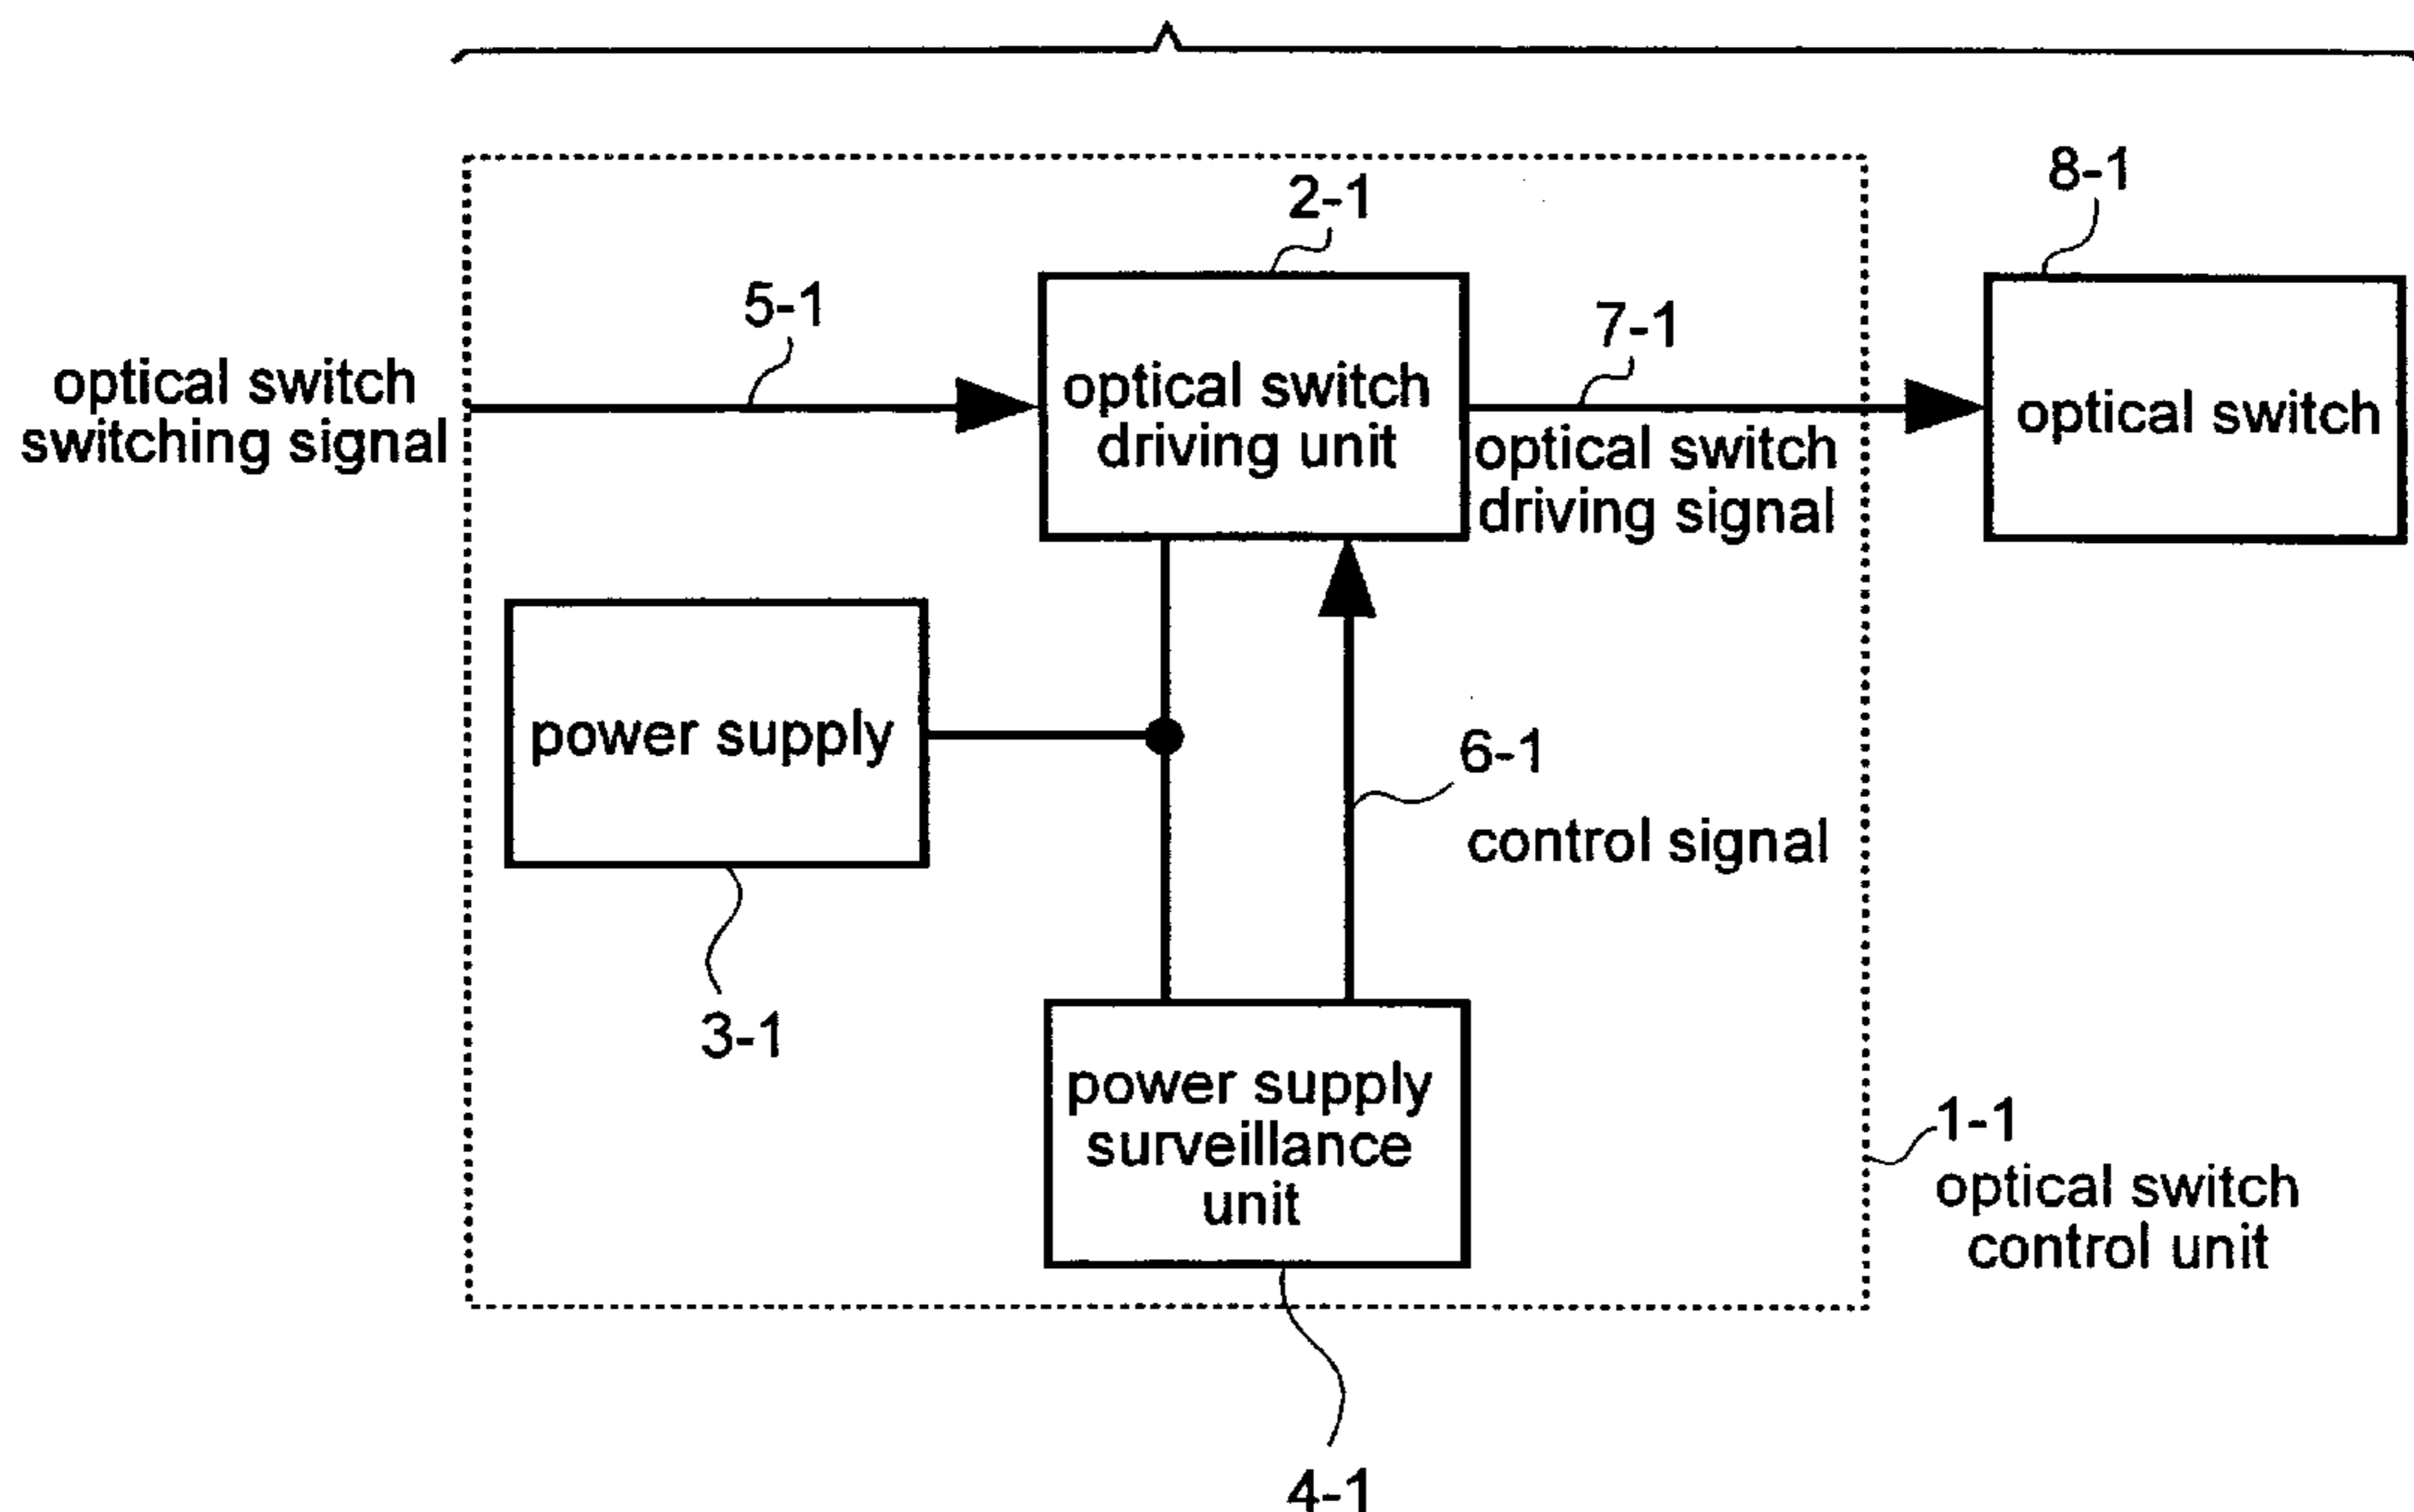 8-1
2-1
5-1
7-1
optical switch
switching signal
optical switch
driving unit
optical switch
driving signal
optical switch
power supply
6-1
control signal
3-1
power supply
surveillance
unit
1-1
optical switch
control unit
4-1